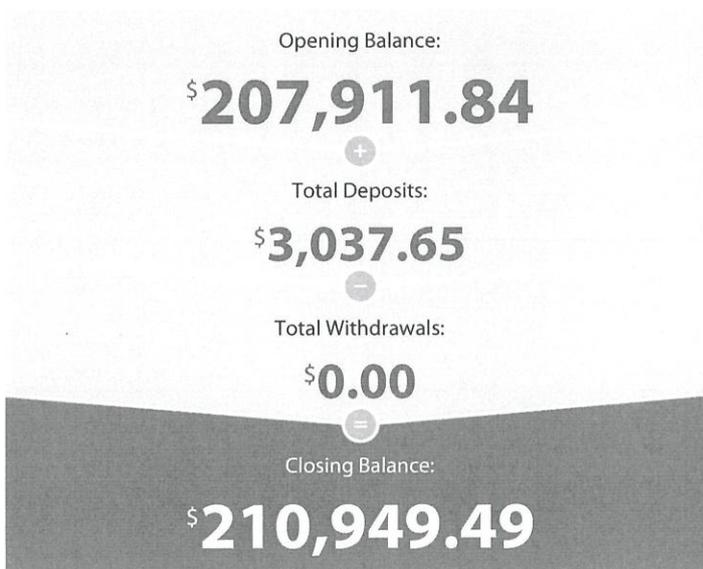 Opening Balance:
$207,911.84
+
Total Deposits:
$3,037.65
−
Total Withdrawals:
$0.00
=
Closing Balance:
$210,949.49